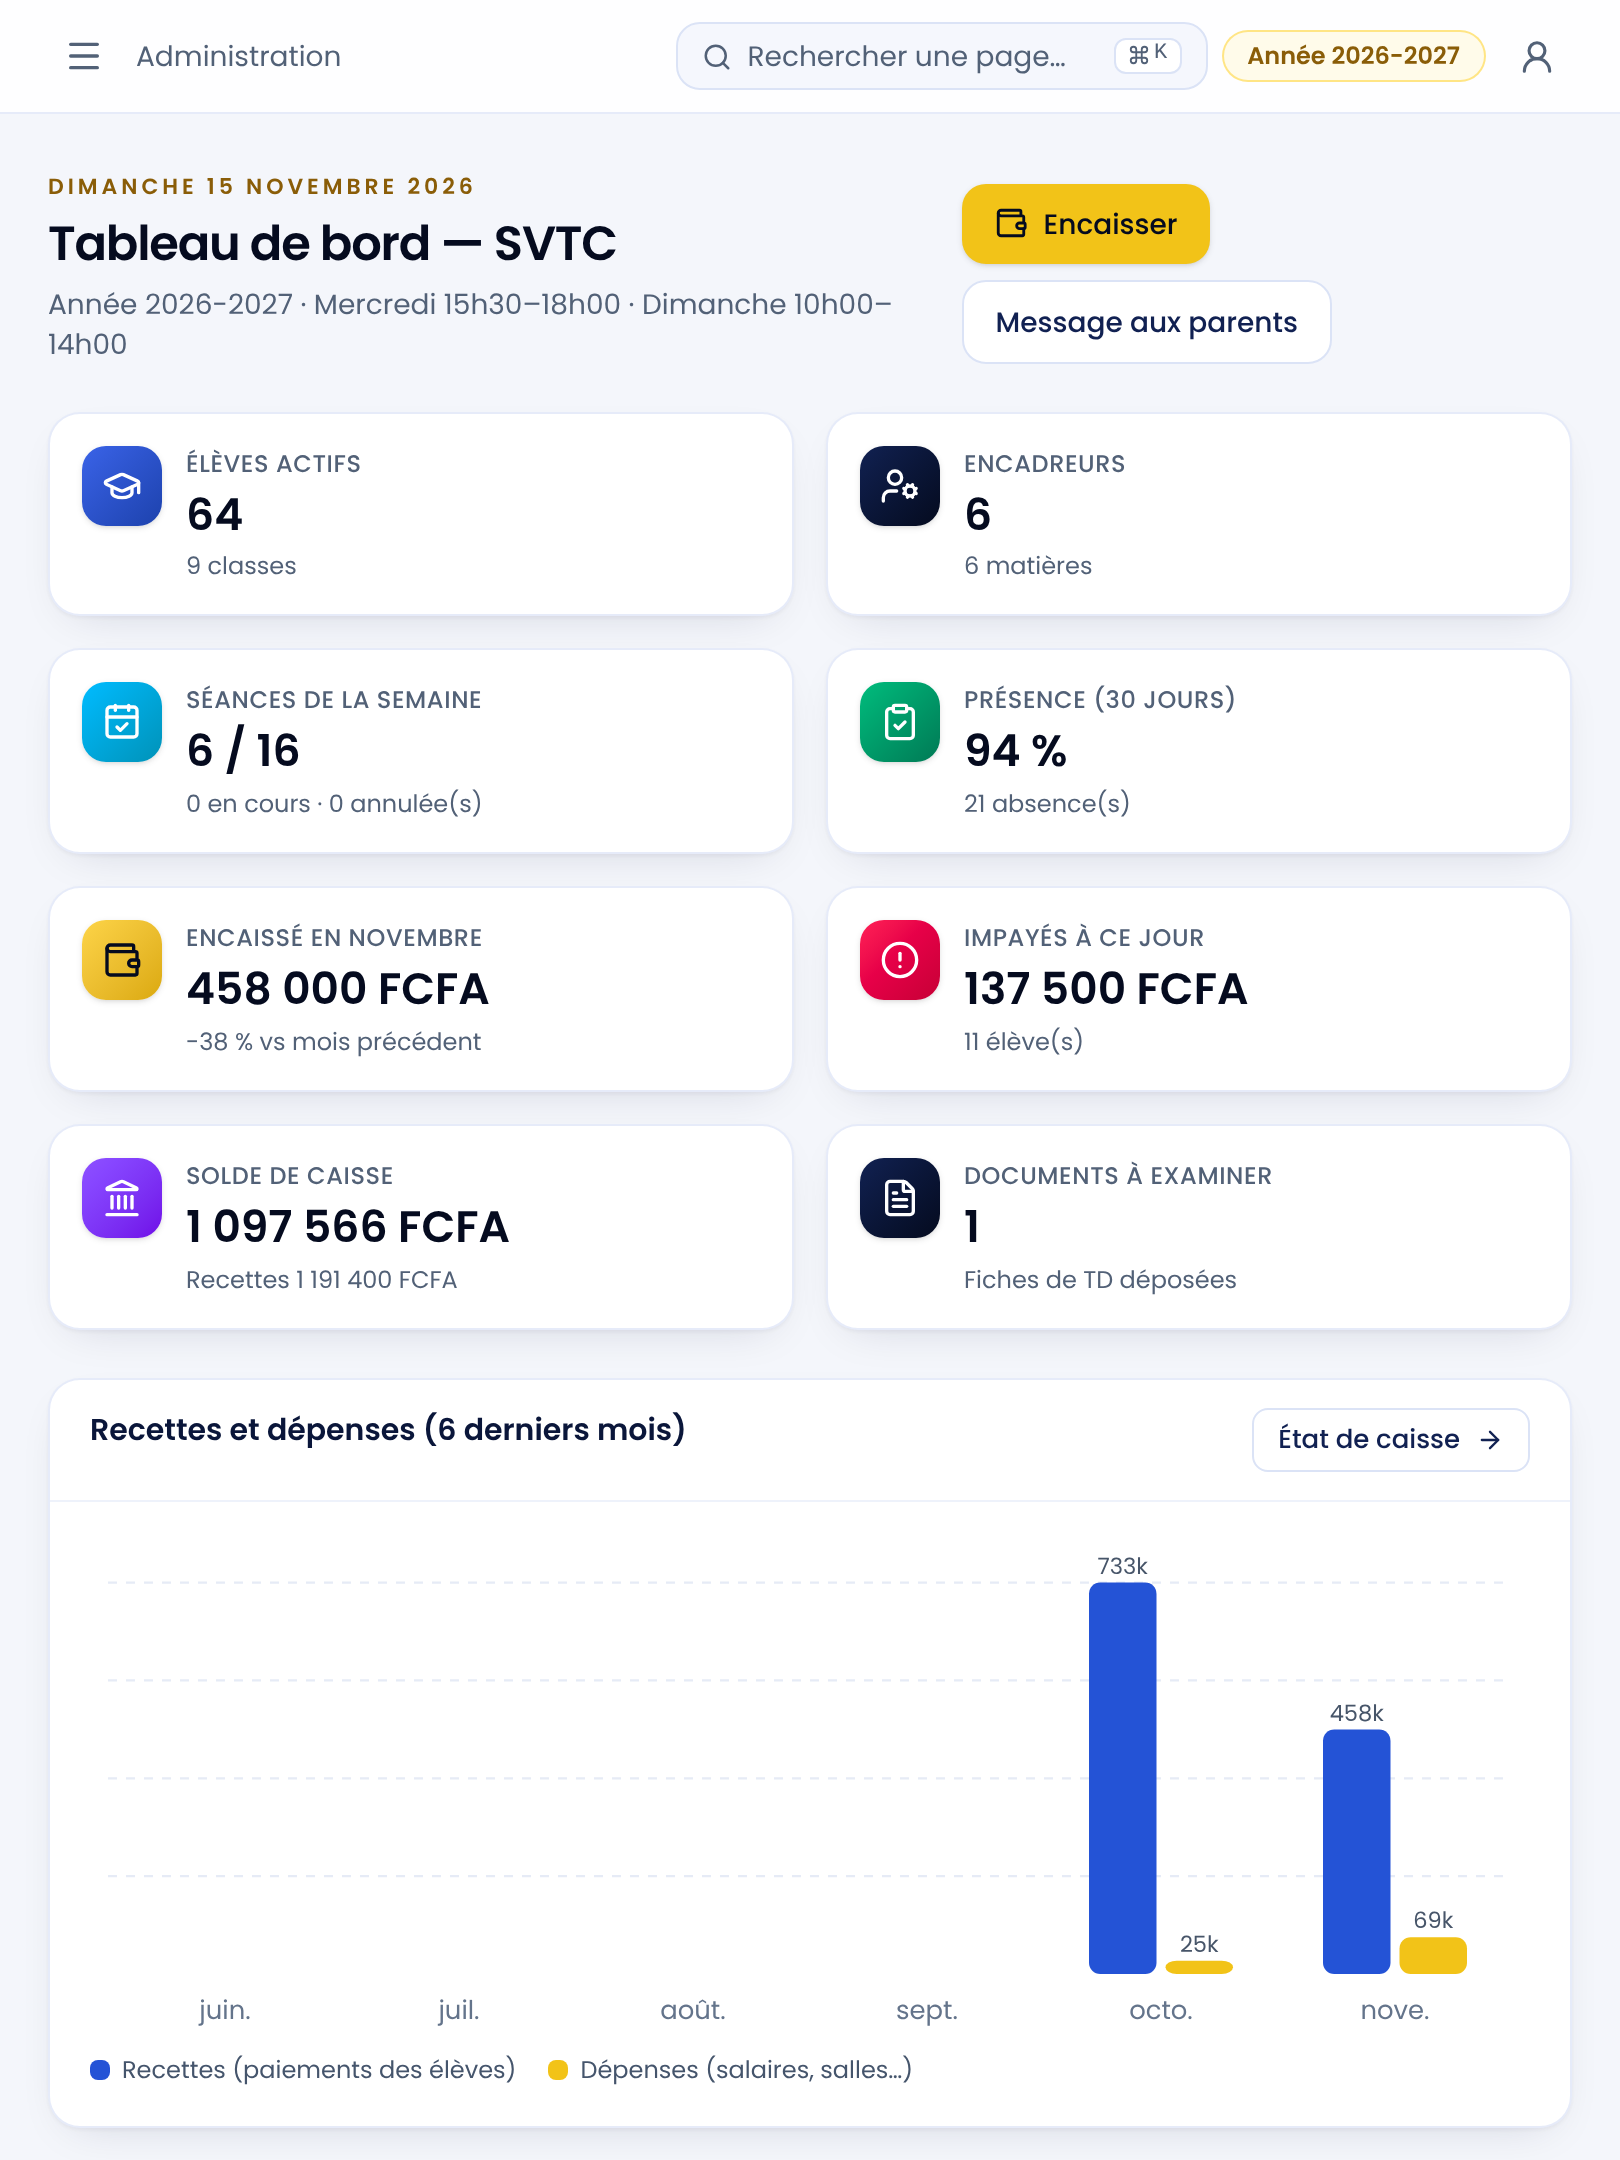 Administration
Rechercher une page...
⌘ K
Année 2026-2027
DIMANCHE 15 NOVEMBRE 2026
Tableau de bord — SVTC
Année 2026-2027 · Mercredi 15h30–18h00 · Dimanche 10h00–
14h00
Encaisser
Message aux parents
ÉLÈVES ACTIFS
64
9 classes
ENCADREURS
6
6 matières
SÉANCES DE LA SEMAINE
6 / 16
0 en cours · 0 annulée(s)
PRÉSENCE (30 JOURS)
94 %
21 absence(s)
ENCAISSÉ EN NOVEMBRE
458 000 FCFA
-38 % vs mois précédent
IMPAYÉS À CE JOUR
137 500 FCFA
11 élève(s)
SOLDE DE CAISSE
1 097 566 FCFA
Recettes 1 191 400 FCFA
DOCUMENTS À EXAMINER
1
Fiches de TD déposées
Recettes et dépenses (6 derniers mois)
État de caisse
733k
458k
69k
25k
juin.
juil.
août.
sept.
octo.
nove.
Recettes (paiements des élèves)
Dépenses (salaires, salles…)